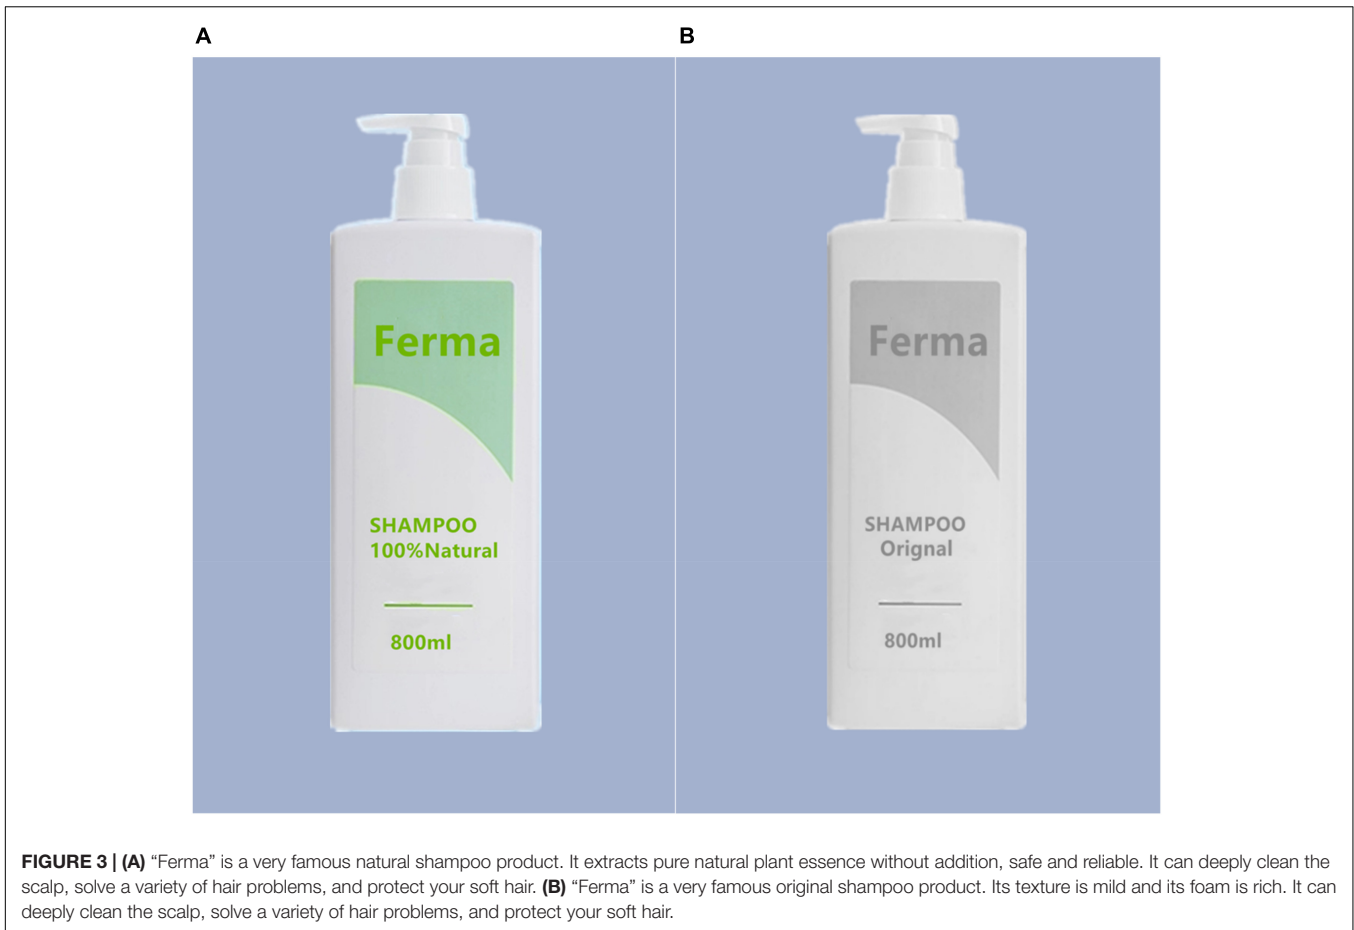 A
B
Ferma
SHAMPOO
100%Natural
800ml
Ferma
SHAMPOO
Orignal
800ml
FIGURE 3 | (A) “Ferma” is a very famous natural shampoo product. It extracts pure natural plant essence without addition, safe and reliable. It can deeply clean the
scalp, solve a variety of hair problems, and protect your soft hair. (B) “Ferma” is a very famous original shampoo product. Its texture is mild and its foam is rich. It can
deeply clean the scalp, solve a variety of hair problems, and protect your soft hair.